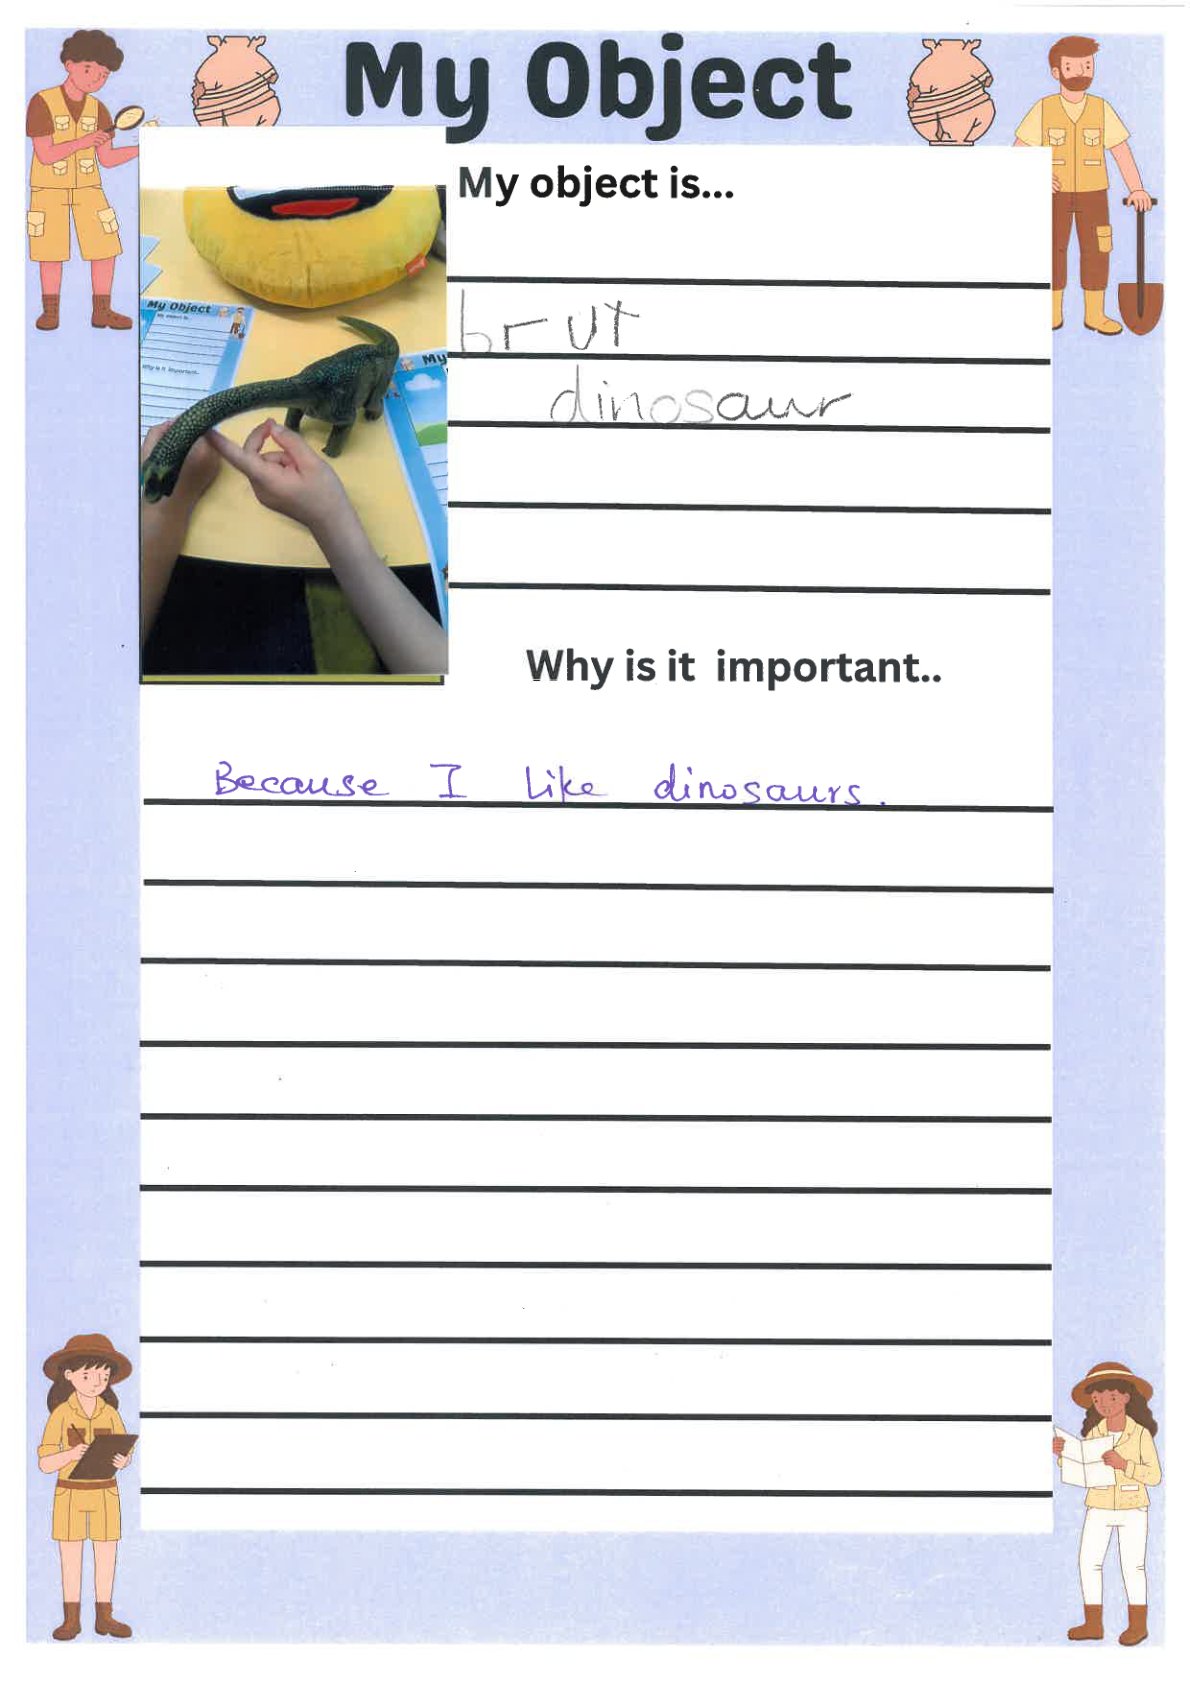 My Object
My object is...
brut
dinosaur
My Object
My object is...
Why is it important..
My
Why is it important..
Because I like dinosaurs.